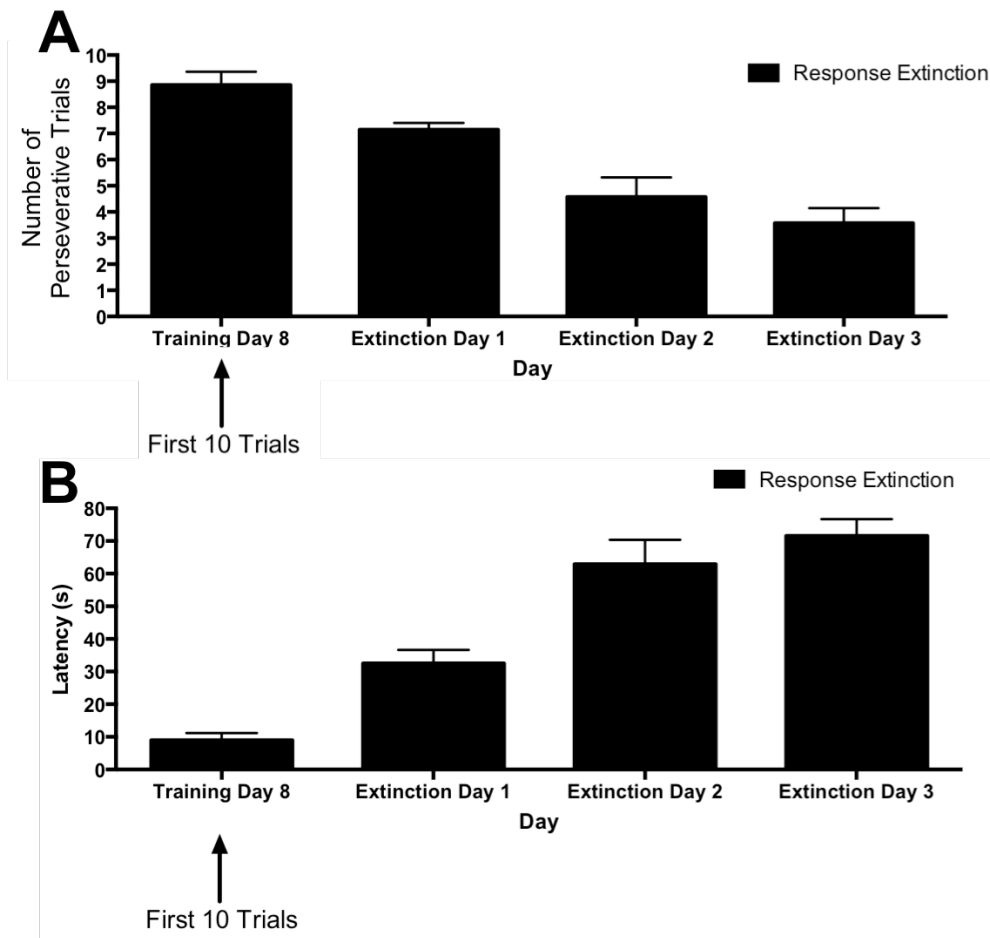 A
Response Extinction
Number of
Perseverative Trials
10
9
8
7
6
5
4
3
2
1
0
Training Day 8 Extinction Day 1 Extinction Day 2 Extinction Day 3
Day
First 10 Trials
B
Response Extinction
Latency (s)
80
70
60
50
40
30
20
10
0
Training Day 8 Extinction Day 1 Extinction Day 2 Extinction Day 3
Day
First 10 Trials